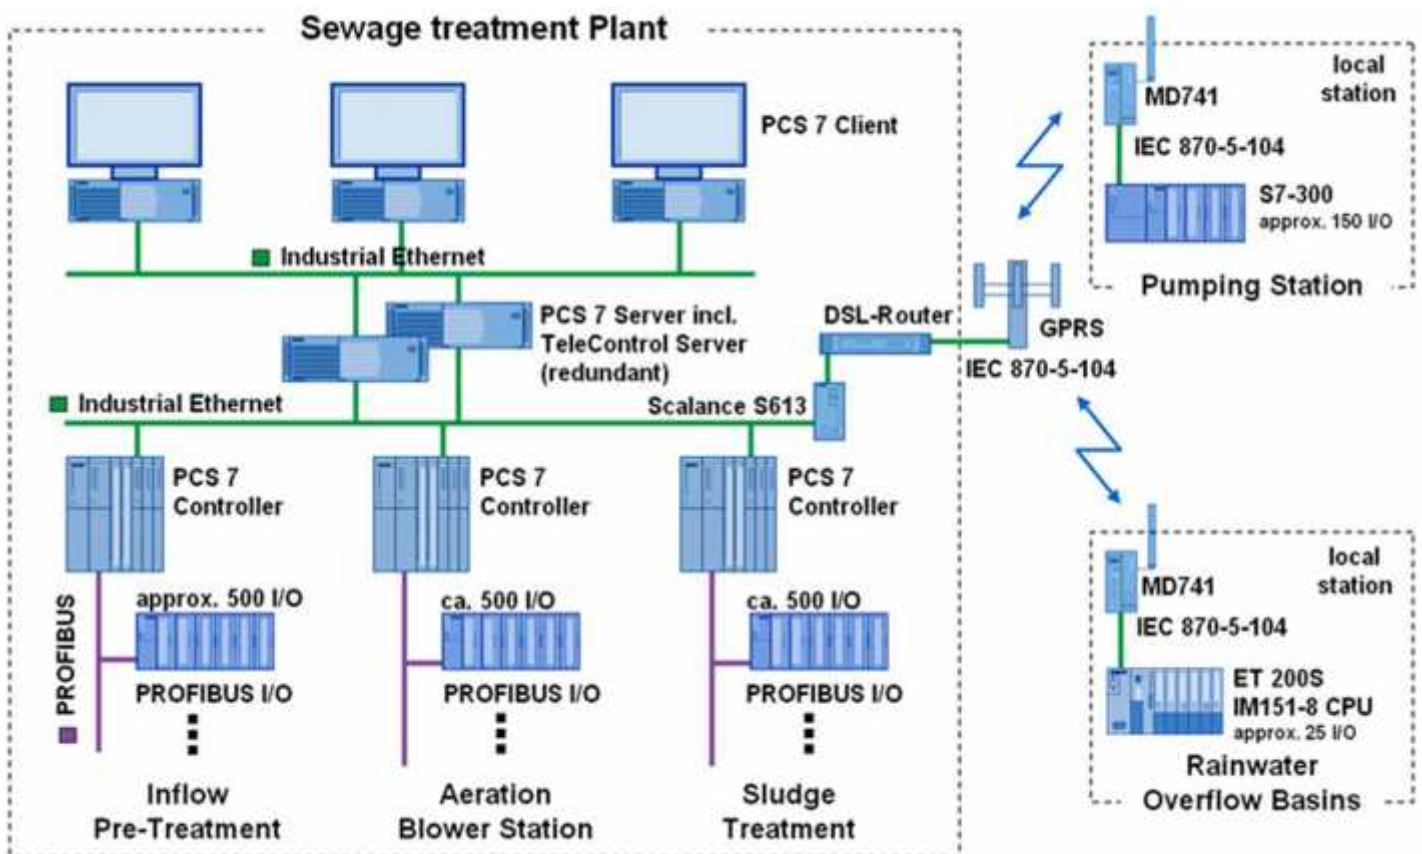 Sewage treatment Plant
PCS 7 Client
Industrial Ethernet
PCS 7 Server incl.
TeleControl Server
(redundant)
DSL-Router
GPRS
IEC 870-5-104
Industrial Ethernet
Scalance S613
PCS 7
Controller
PCS 7
Controller
PCS 7
Controller
PROFIBUS
approx. 500 I/O
PROFIBUS I/O
ca. 500 I/O
PROFIBUS I/O
ca. 500 I/O
PROFIBUS I/O
Inflow
Pre-Treatment
Aeration
Blower Station
Sludge
Treatment
local
station
MD741
IEC 870-5-104
S7-300
approx. 150 I/O
Pumping Station
local
station
MD741
IEC 870-5-104
ET 200S
IM151-8 CPU
approx. 25 I/O
Rainwater
Overflow Basins